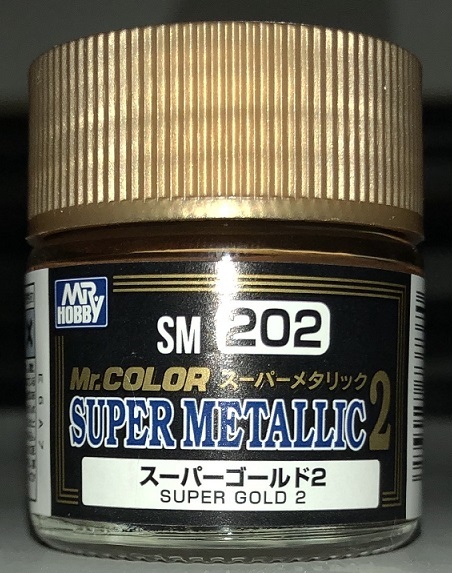 MR
HOBBY
SM 202
Mr.COLOR スーパーメタリック
SUPER METALLIC 2
スーパーゴールド2
SUPER GOLD 2